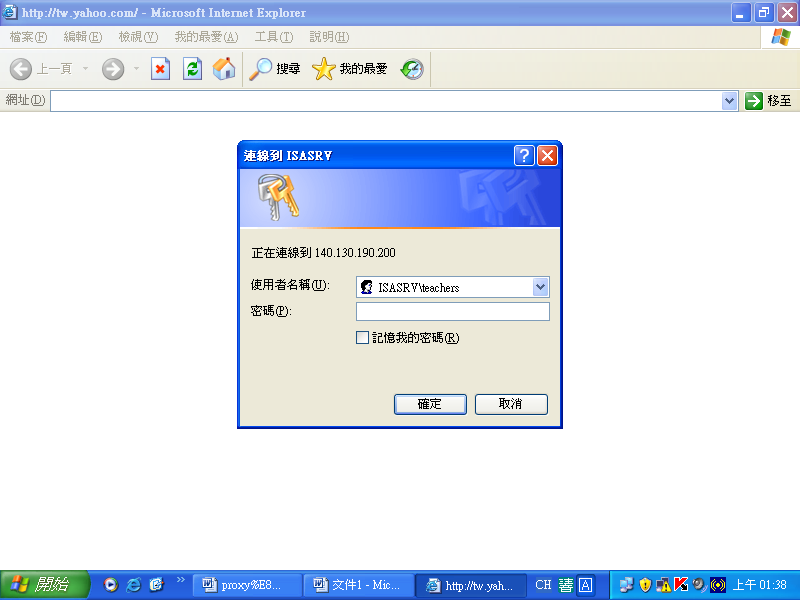 http://tw.yahoo.com/ - Microsoft Internet Explorer
檔案(F) 編輯(E) 檢視(V) 我的最愛(A) 工具(T) 說明(H)
上一頁 搜尋 我的最愛
網址(D) 移至
連線到 ISASRV
正在連線到 140.130.190.200
使用者名稱(U): ISASRV\teachers
密碼(P):
記憶我的密碼(R)
確定 取消
開始 proxy%E8... 文件1 - Mic... http://tw.yah... CH A 上午 01:38